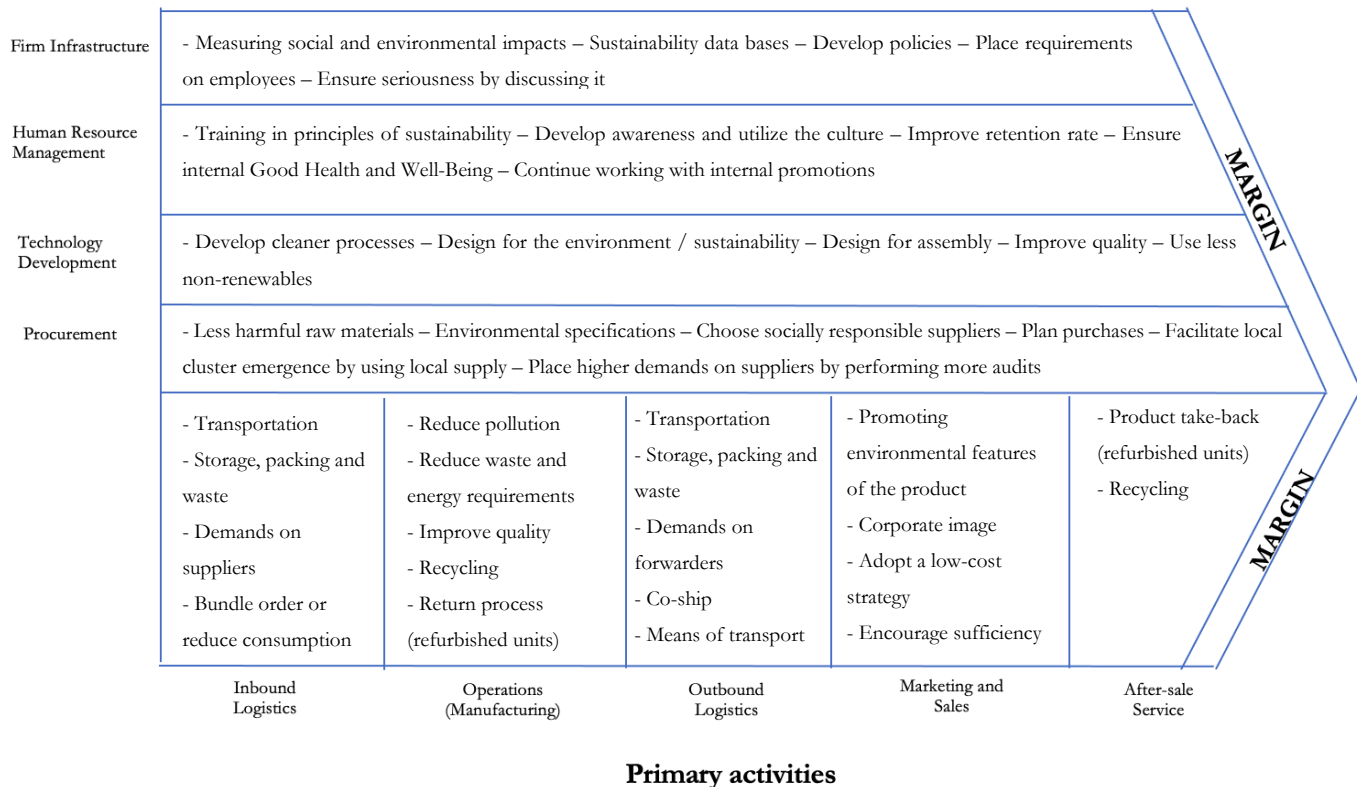 Firm Infrastructure
- Measuring social and environmental impacts – Sustainability data bases – Develop policies – Place requirements
on employees – Ensure seriousness by discussing it
Human Resource
Management
- Training in principles of sustainability – Develop awareness and utilize the culture – Improve retention rate – Ensure
internal Good Health and Well-Being – Continue working with internal promotions
Technology
Development
- Develop cleaner processes – Design for the environment / sustainability – Design for assembly – Improve quality – Use less
non-renewables
Procurement
- Less harmful raw materials – Environmental specifications – Choose socially responsible suppliers – Plan purchases – Facilitate local
cluster emergence by using local supply – Place higher demands on suppliers by performing more audits
MARGIN
- Transportation
- Storage, packing and
waste
- Demands on
suppliers
- Bundle order or
reduce consumption
- Reduce pollution
- Reduce waste and
energy requirements
- Improve quality
- Recycling
- Return process
(refurbished units)
- Transportation
- Storage, packing and
waste
- Demands on
forwarders
- Co-ship
- Means of transport
- Promoting
environmental features
of the product
- Corporate image
- Adopt a low-cost
strategy
- Encourage sufficiency
- Product take-back
(refurbished units)
- Recycling
MARGIN
Inbound
Logistics
Operations
(Manufacturing)
Outbound
Logistics
Marketing and
Sales
After-sale
Service
Primary activities